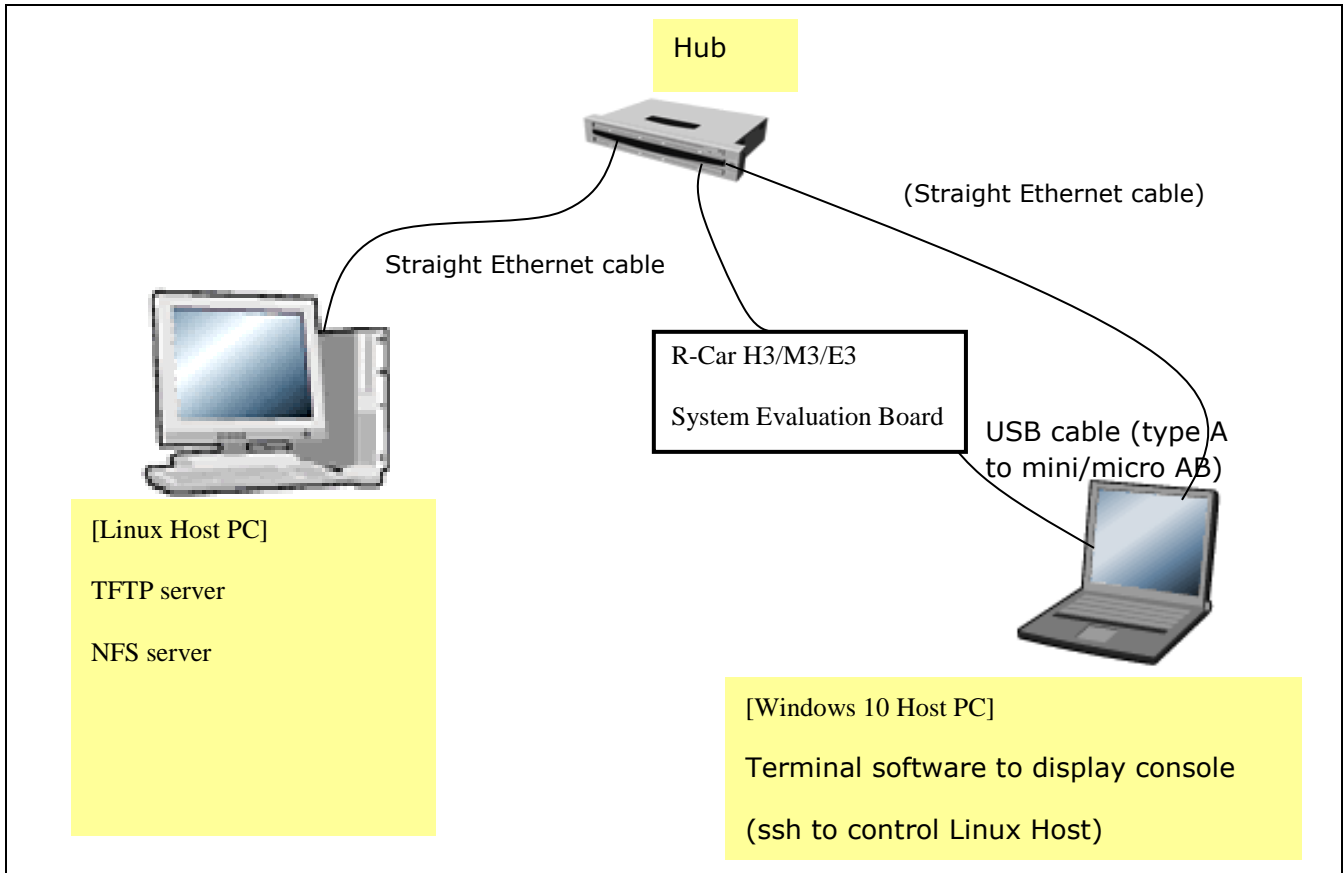 Hub
(Straight Ethernet cable)
Straight Ethernet cable
R-Car H3/M3/E3
System Evaluation Board
USB cable (type A
to mini/micro AB)
[Linux Host PC]
TFTP server
NFS server
[Windows 10 Host PC]
Terminal software to display console
(ssh to control Linux Host)